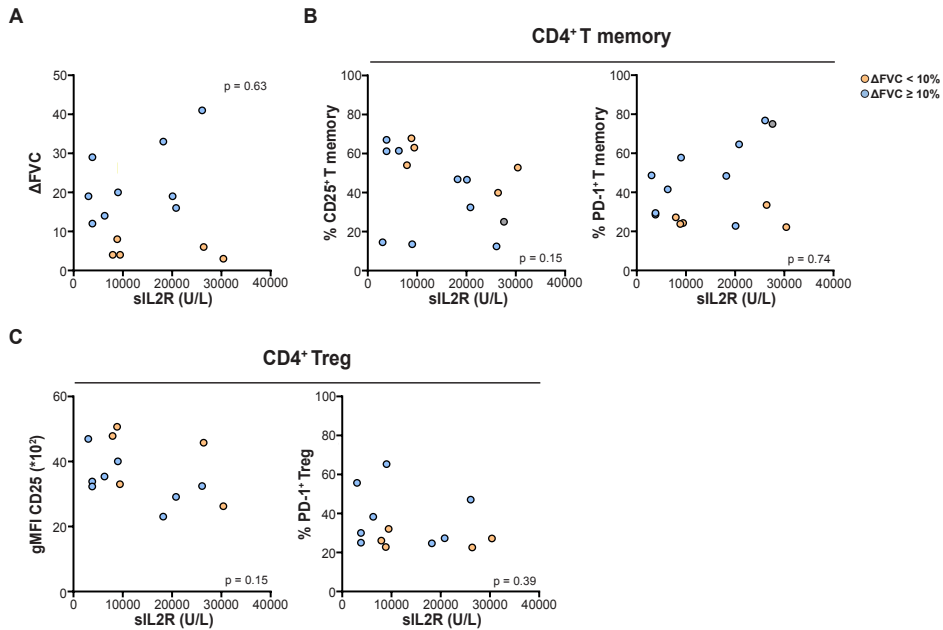 A
B
CD4⁺ T memory
ΔFVC < 10%
ΔFVC ≥ 10%
50
40
30
20
10
0
ΔFVC
p = 0.63
0 10000 20000 30000 40000
sIL2R (U/L)
100
80
60
40
20
0
% CD25⁺ T memory
p = 0.15
0 10000 20000 30000 40000
sIL2R (U/L)
100
80
60
40
20
0
% PD-1⁺ T memory
p = 0.74
0 10000 20000 30000 40000
sIL2R (U/L)
C
CD4⁺ Treg
60
40
20
0
gMFI CD25 (*10²)
p = 0.15
0 10000 20000 30000 40000
sIL2R (U/L)
100
80
60
40
20
0
% PD-1⁺ Treg
p = 0.39
0 10000 20000 30000 40000
sIL2R (U/L)